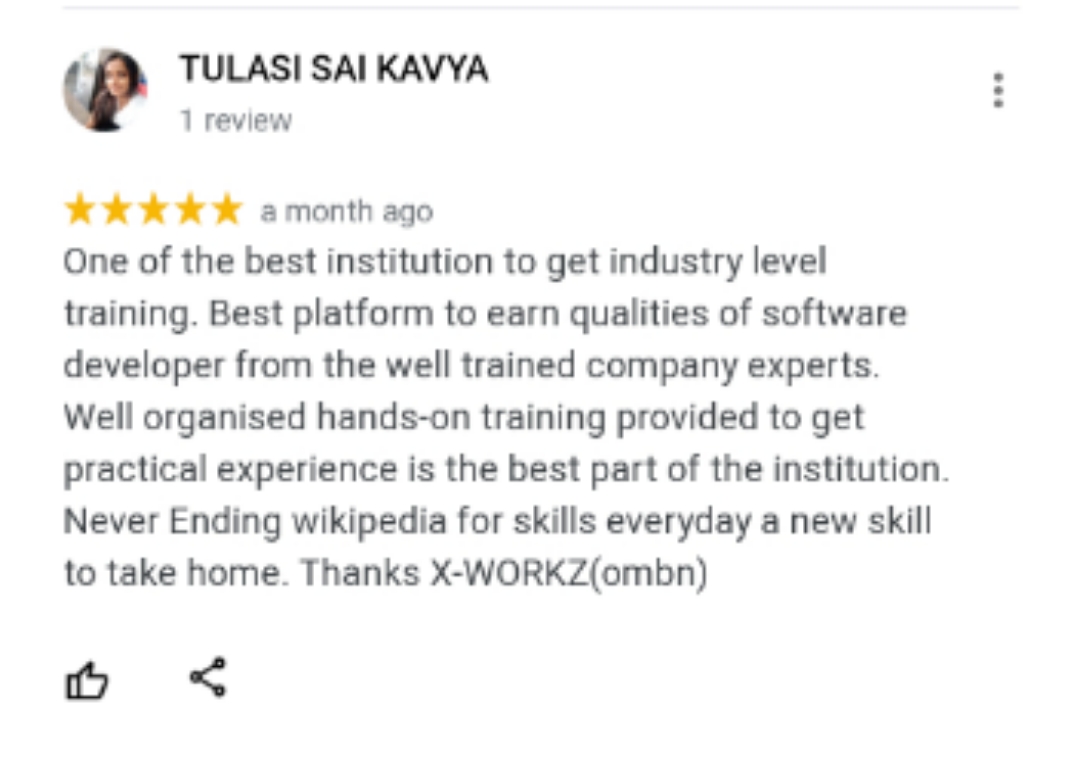 TULASI SAI KAVYA
1 review
a month ago
One of the best institution to get industry level
training. Best platform to earn qualities of software
developer from the well trained company experts.
Well organised hands-on training provided to get
practical experience is the best part of the institution.
Never Ending wikipedia for skills everyday a new skill
to take home. Thanks X-WORKZ(ombn)